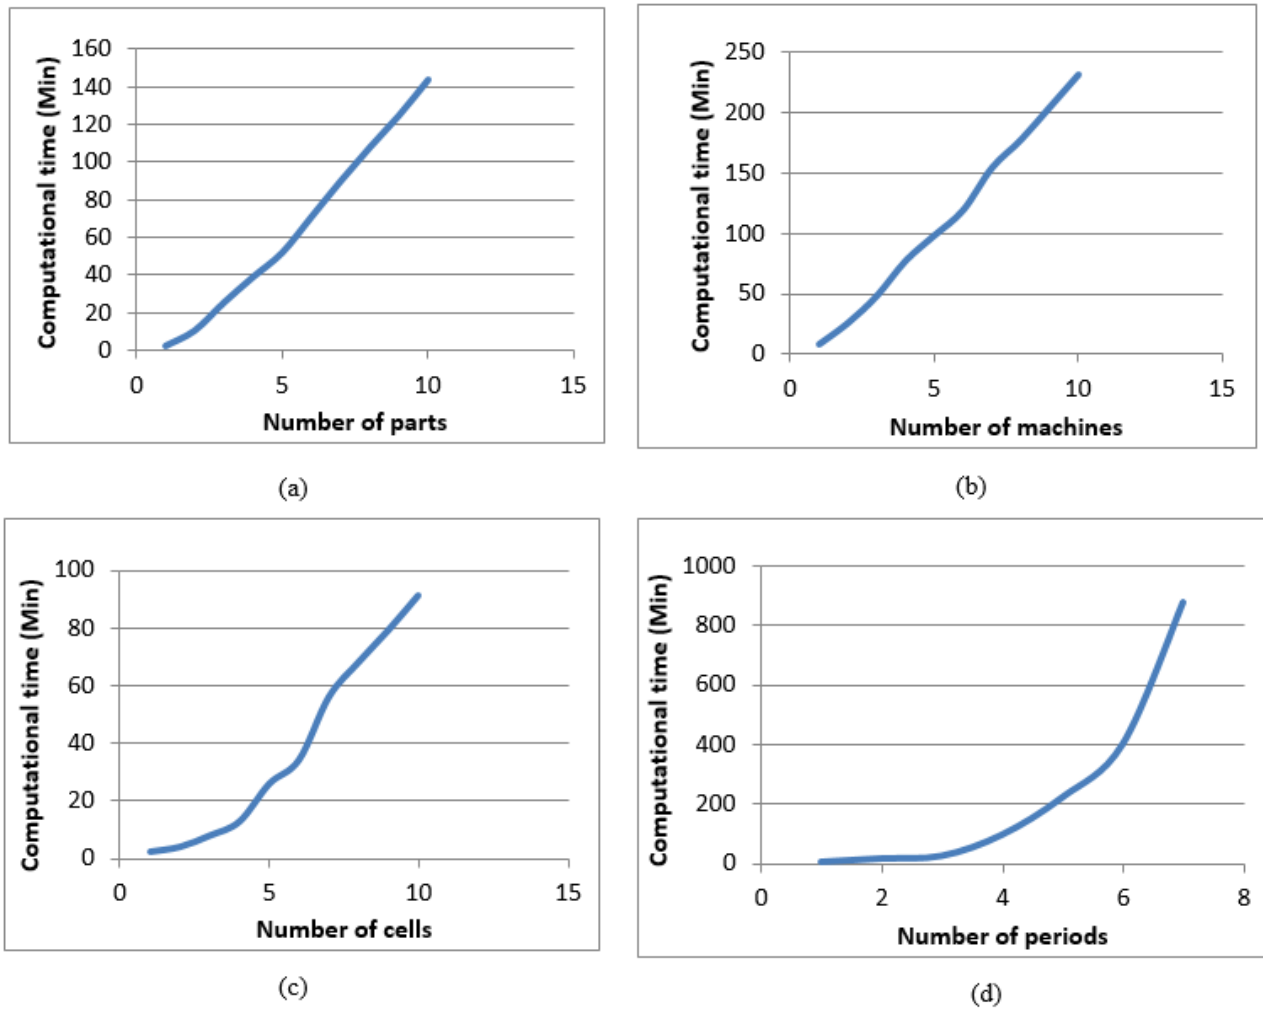 160
140
120
100
80
60
40
20
0
Computational time (Min)
0 5 10 15
Number of parts
(a)
250
200
150
100
50
0
Computational time (Min)
0 5 10 15
Number of machines
(b)
100
80
60
40
20
0
Computational time (Min)
0 5 10 15
Number of cells
(c)
1000
800
600
400
200
0
Computational time (Min)
0 2 4 6 8
Number of periods
(d)